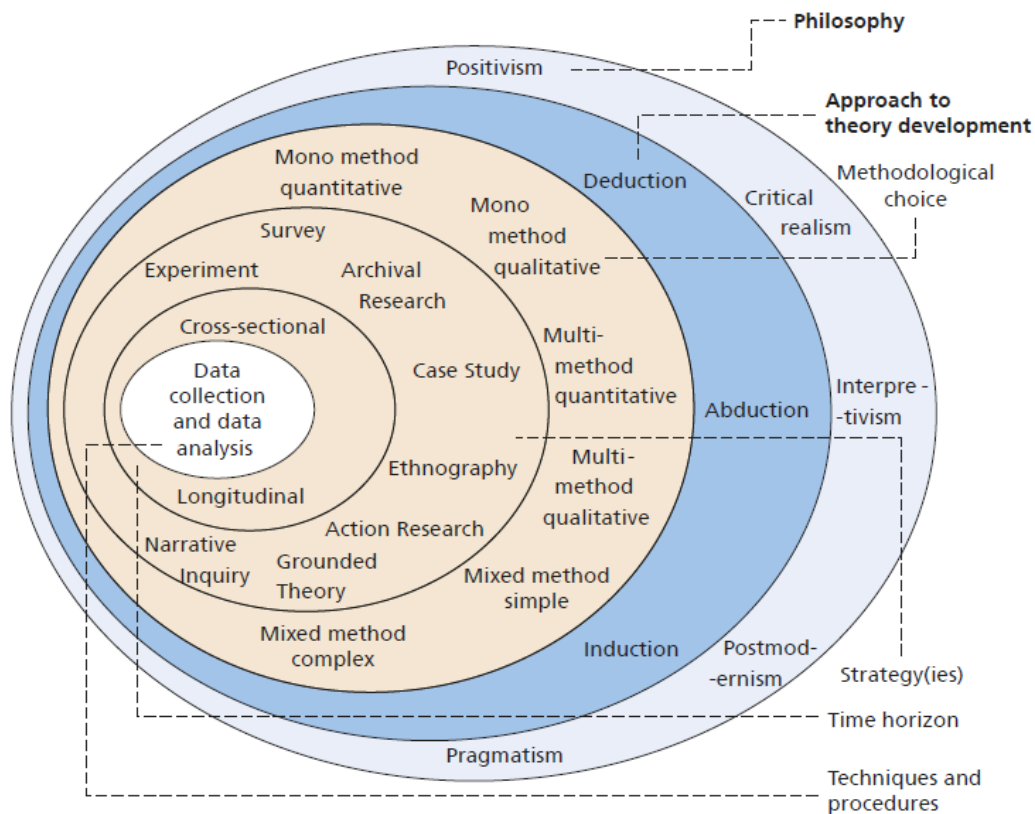 Philosophy
Positivism
Approach to
theory development
Mono method
quantitative
Deduction
Methodological
choice
Critical
realism
Mono
method
qualitative
Survey
Experiment
Archival
Research
Cross-sectional
Multi-
method
quantitative
Data
collection
and data
analysis
Case Study
Abduction
Interpre -
-tivism
Ethnography
Multi-
method
qualitative
Longitudinal
Action Research
Narrative
Inquiry
Grounded
Theory
Mixed method
simple
Mixed method
complex
Induction
Postmod-
-ernism
Strategy(ies)
Time horizon
Pragmatism
Techniques and
procedures